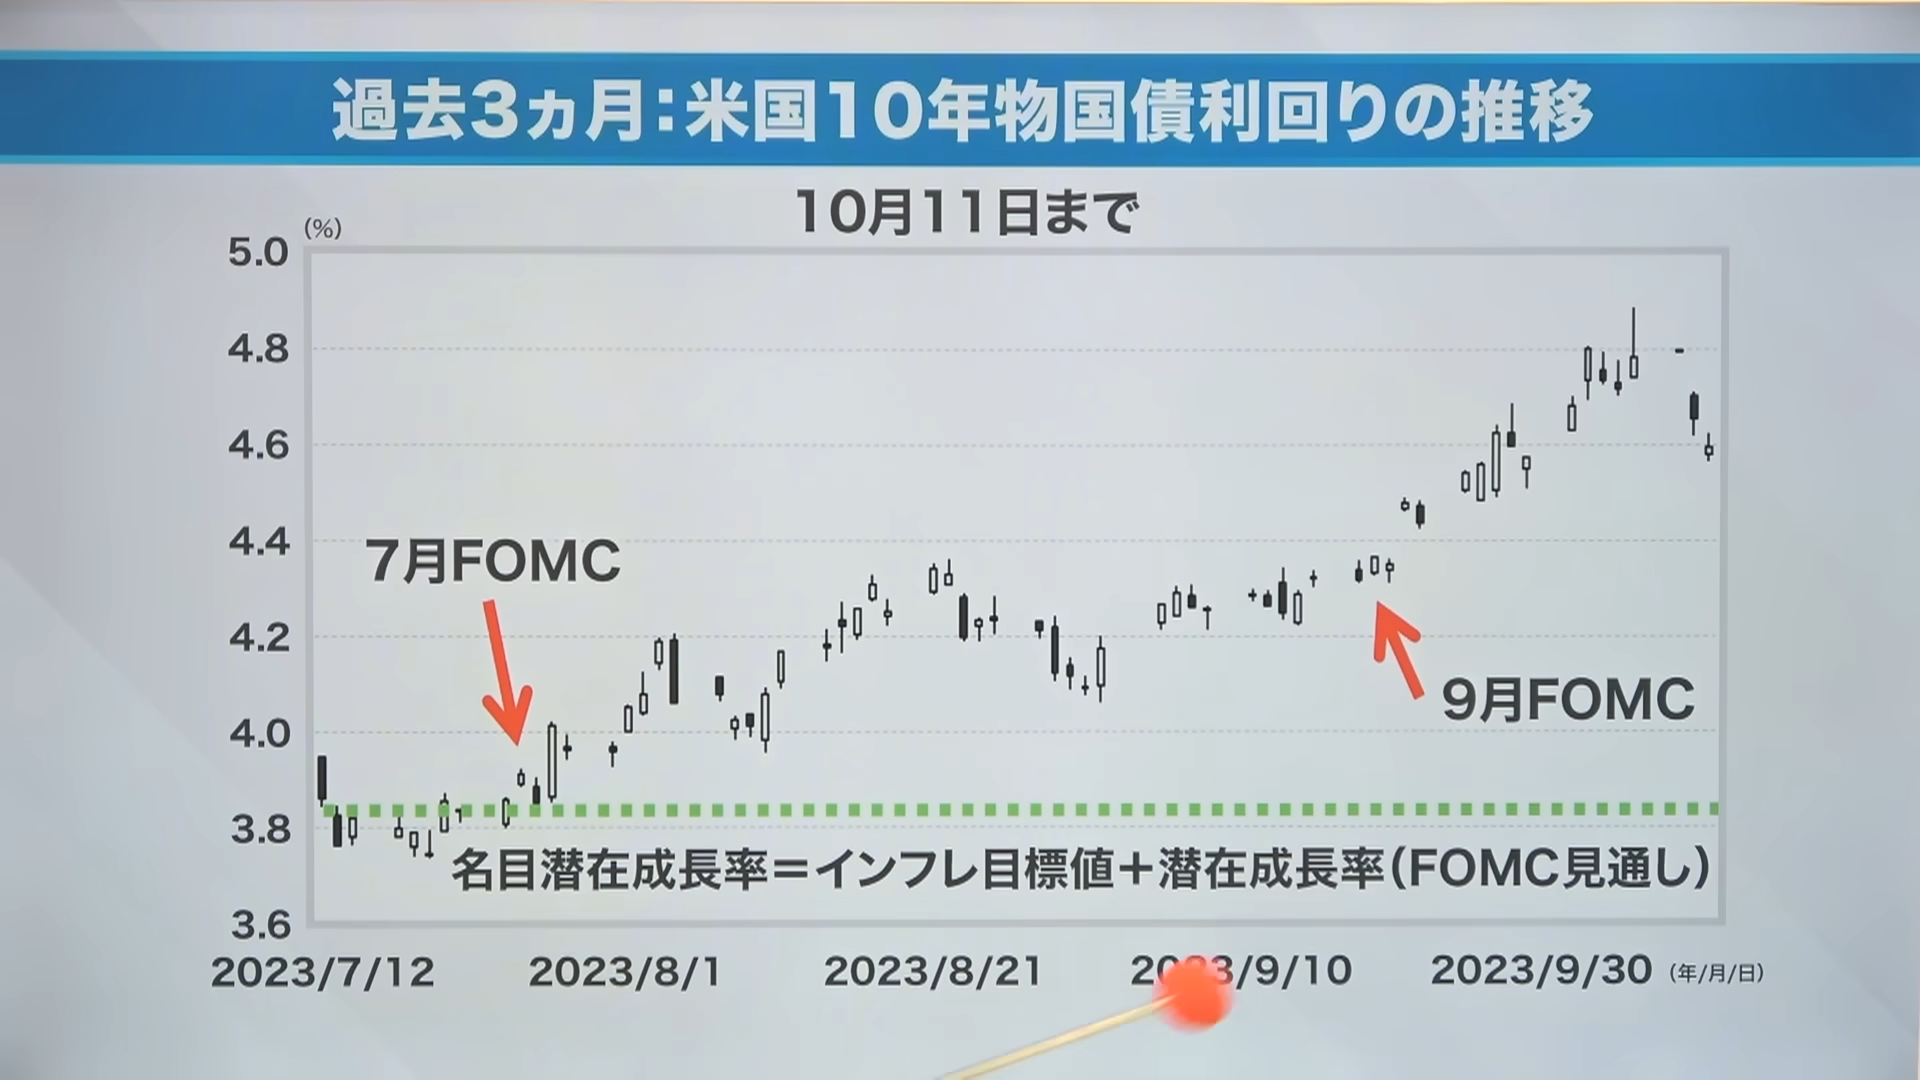 過去3ヵ月:米国10年物国債利回りの推移
10月11日まで
(%)
5.0
4.8
4.6
4.4
4.2
4.0
3.8
3.6
7月FOMC
9月FOMC
名目潜在成長率=インフレ目標値+潜在成長率(FOMC見通し)
2023/7/12 2023/8/1 2023/8/21 2023/9/10 2023/9/30 (年/月/日)